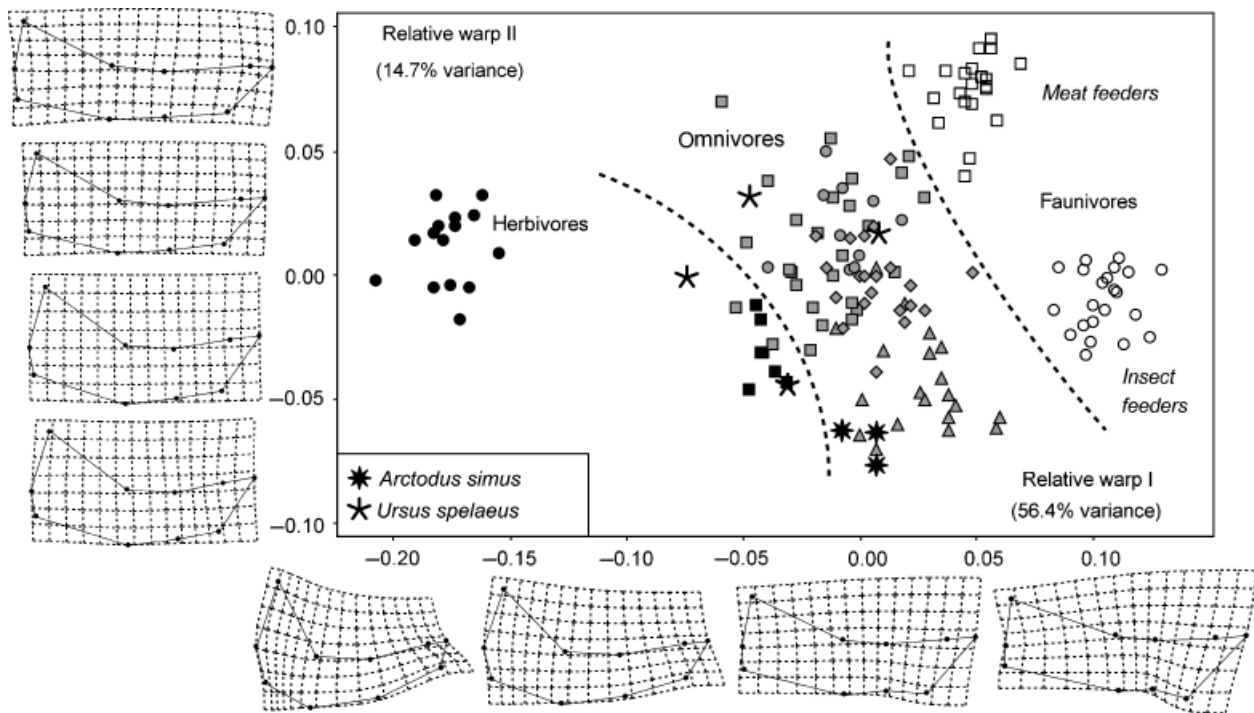 0.10
Relative warp II
(14.7% variance)
Meat feeders
Omnivores
0.05
Herbivores
Faunivores
0.00
Insect
feeders
–0.05
Arctodus simus
Ursus spelaeus
Relative warp I
(56.4% variance)
–0.10
–0.20
–0.15
–0.10
–0.05
0.00
0.05
0.10